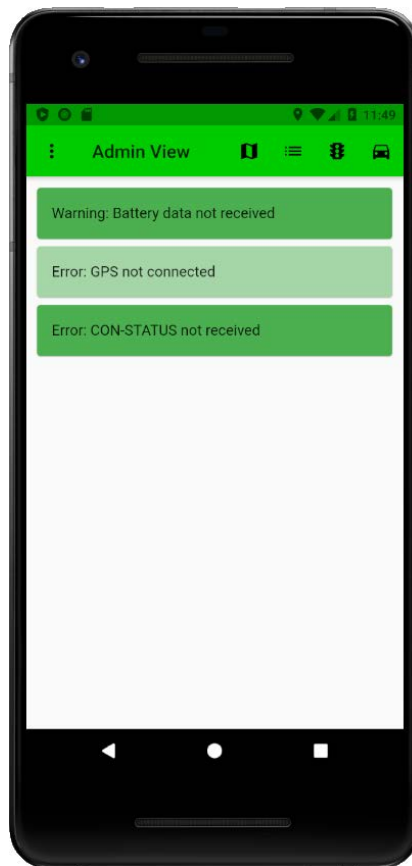 11:49
Admin View
Warning: Battery data not received
Error: GPS not connected
Error: CON-STATUS not received